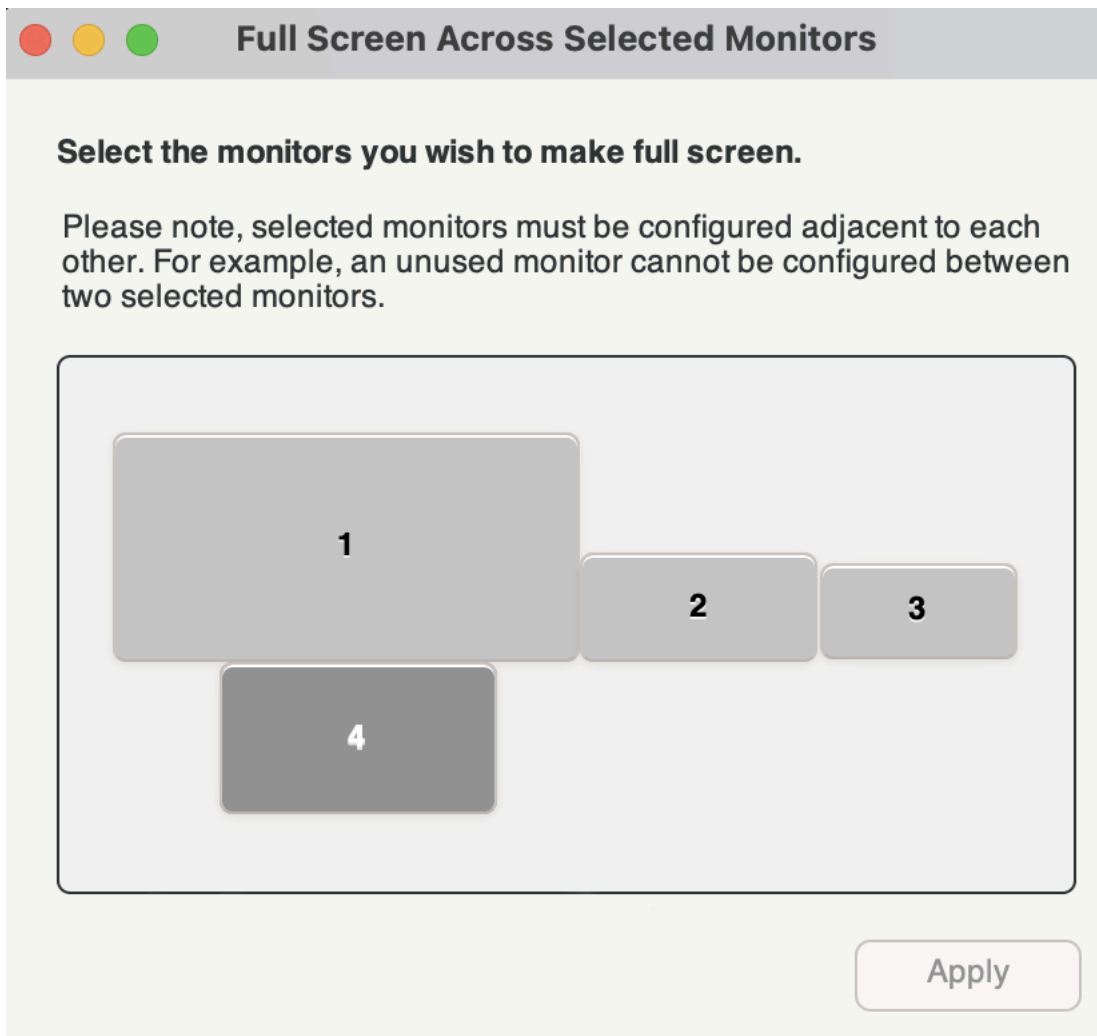 Full Screen Across Selected Monitors
Select the monitors you wish to make full screen.
Please note, selected monitors must be configured adjacent to each
other. For example, an unused monitor cannot be configured between
two selected monitors.
1
2
3
4
Apply